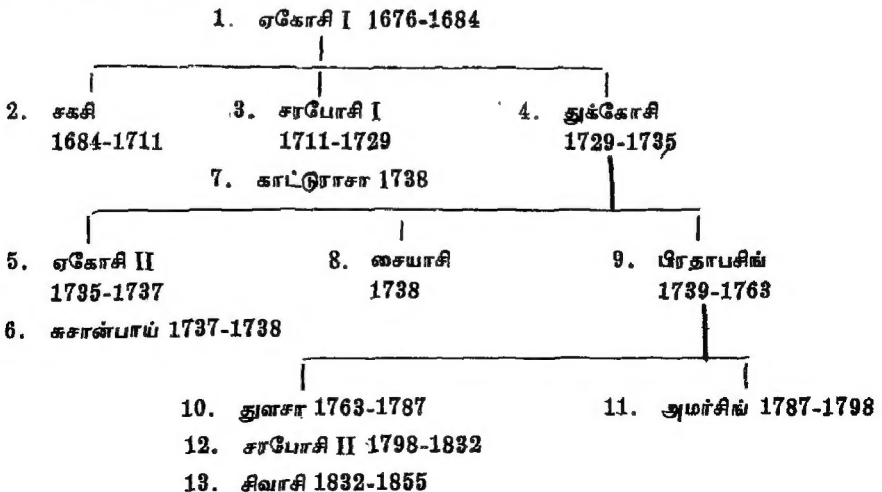 1. ஏகோசி I 1676-1684
2. சகசி 3. சரபோசி I 4. துக்கோசி
1684-1711 1711-1729 1729-1735
7. காட்டுராசா 1738
5. ஏகோசி II 8. சையாசி 9. பிரதாபசிங்
1735-1737 1738 1739-1763
6. சுசான்பாய் 1737-1738
10. துளசா 1763-1787 11. அமர்சிங் 1787-1798
12. சரபோசி II 1798-1832
13. சிவாசி 1832-1855